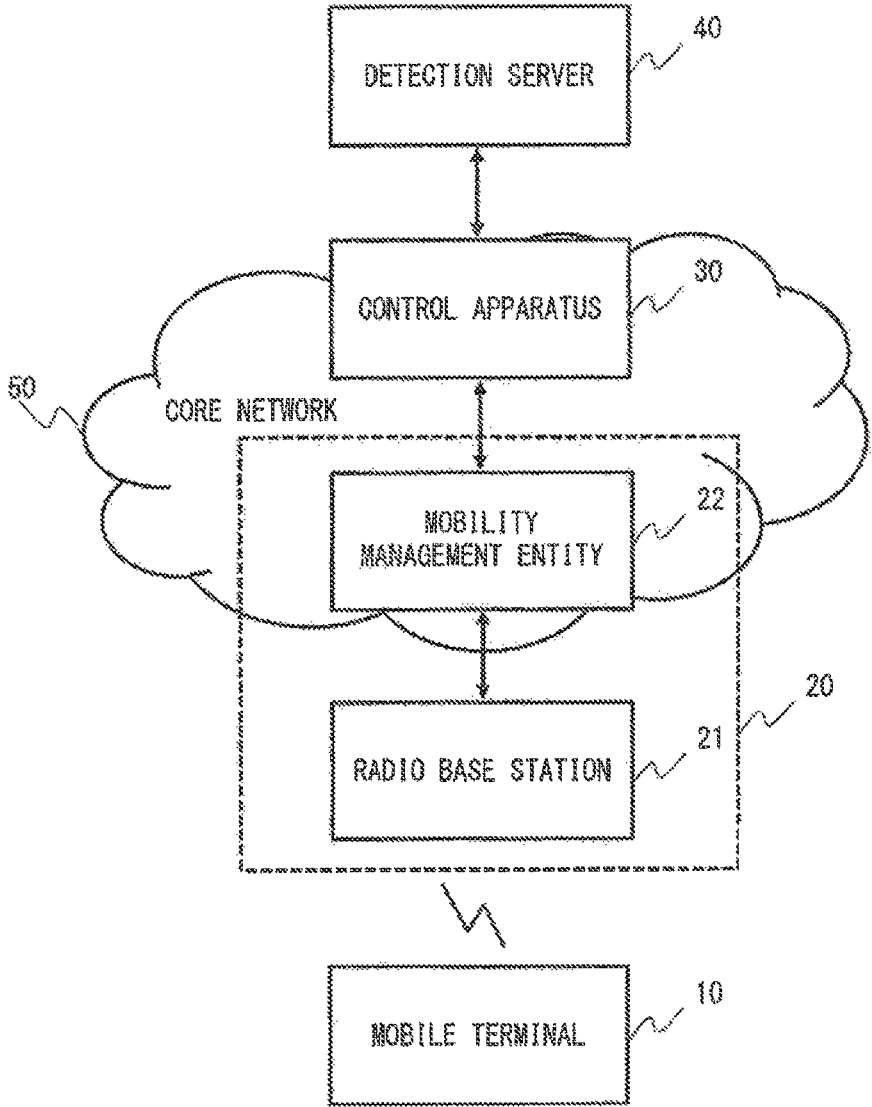 40
DETECTION SERVER
30
CONTROL APPARATUS
50
CORE NETWORK
22
MOBILITY
MANAGEMENT ENTITY
20
21
RADIO BASE STATION
10
MOBILE TERMINAL